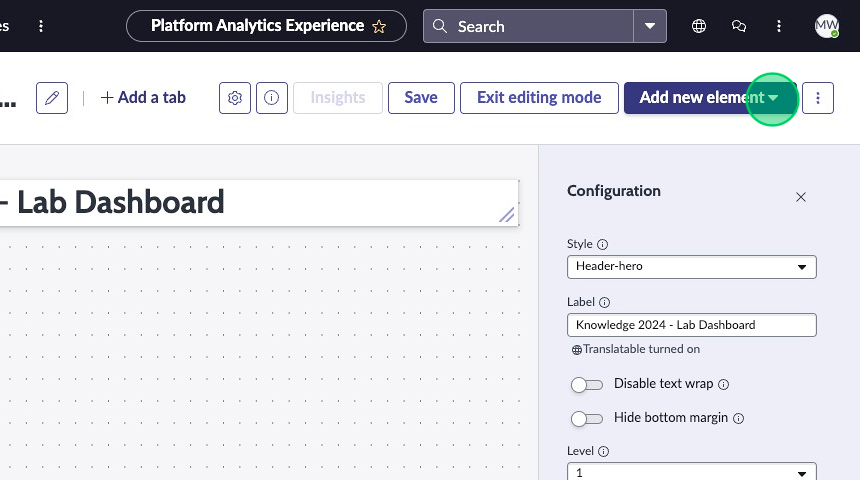 es
Platform Analytics Experience
Search
MW
...
+ Add a tab
Insights
Save
Exit editing mode
Add new element
- Lab Dashboard
Configuration
Style
Header-hero
Label
Knowledge 2024 - Lab Dashboard
Translatable turned on
Disable text wrap
Hide bottom margin
Level
1